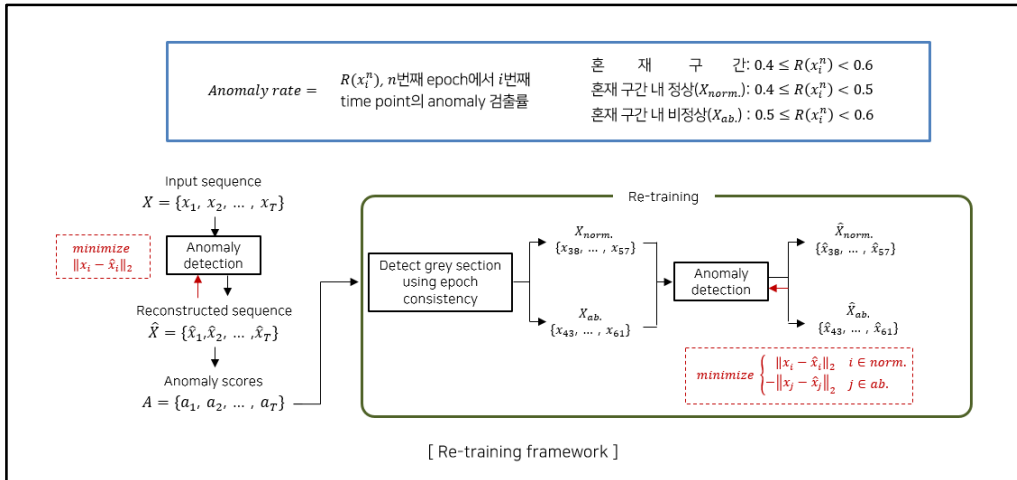 Anomaly rate = R(x_i^n), n번째 epoch에서 i번째
time point의 anomaly 검출률
혼 재 구 간: 0.4 ≤ R(x_i^n) < 0.6
혼재 구간 내 정상(X_norm.): 0.4 ≤ R(x_i^n) < 0.5
혼재 구간 내 비정상(X_ab.) : 0.5 ≤ R(x_i^n) < 0.6
Input sequence
X = {x_1, x_2, … , x_T}
minimize
‖x_i − x̂_i‖_2
Anomaly
detection
Reconstructed sequence
X̂ = {x̂_1,x̂_2, … ,x̂_T}
Anomaly scores
A = {a_1, a_2, … , a_T}
Re-training
Detect grey section
using epoch
consistency
X_norm.
{x_38, … , x_57}
X_ab.
{x_43, … , x_61}
Anomaly
detection
X̂_norm.
{x̂_38, … , x̂_57}
X̂_ab.
{x̂_43, … , x̂_61}
minimize { ‖x_i − x̂_i‖_2 i ∈ norm.
−‖x_j − x̂_j‖_2 j ∈ ab.
[ Re-training framework ]